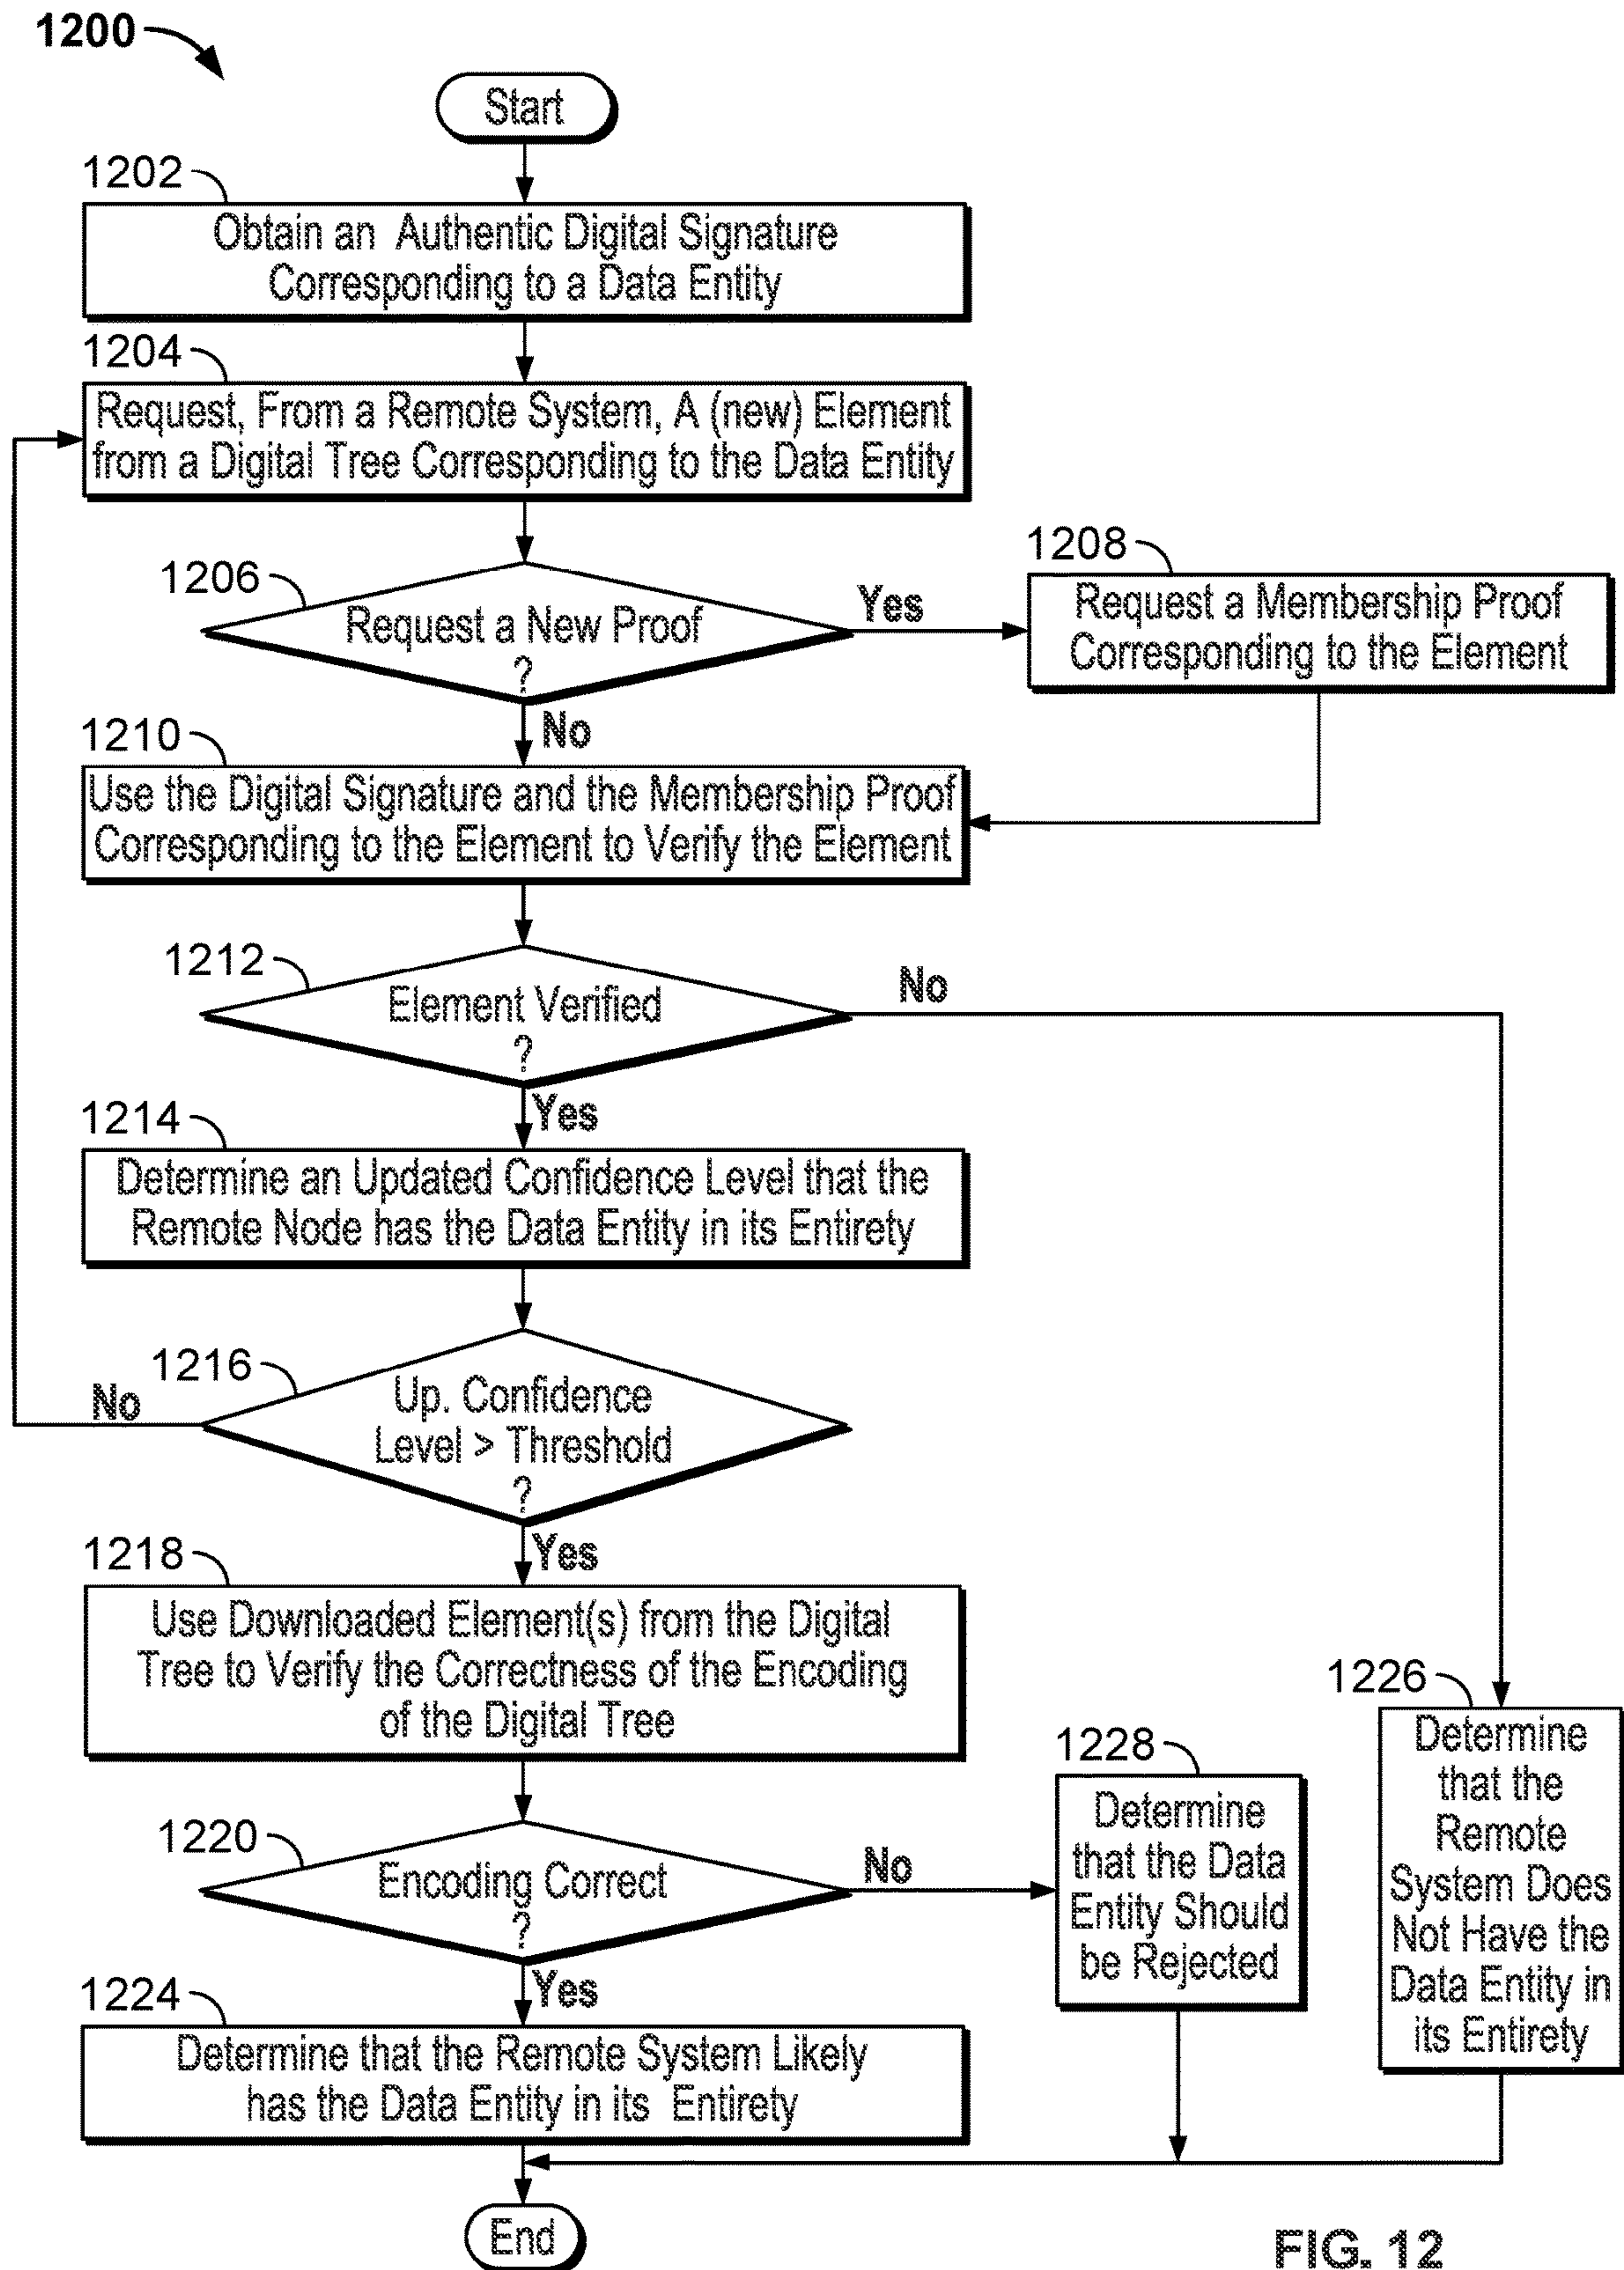 1200
Start
1202
Obtain an Authentic Digital Signature
Corresponding to a Data Entity
1204
Request, From a Remote System, A (new) Element
from a Digital Tree Corresponding to the Data Entity
1206
Request a New Proof
?
Yes
1208
Request a Membership Proof
Corresponding to the Element
No
1210
Use the Digital Signature and the Membership Proof
Corresponding to the Element to Verify the Element
1212
Element Verified
?
No
Yes
1214
Determine an Updated Confidence Level that the
Remote Node has the Data Entity in its Entirety
1216
Up. Confidence
Level > Threshold
?
No
Yes
1218
Use Downloaded Element(s) from the Digital
Tree to Verify the Correctness of the Encoding
of the Digital Tree
1220
Encoding Correct
?
No
1228
Determine
that the Data
Entity Should
be Rejected
1226
Determine
that the
Remote
System Does
Not Have the
Data Entity in
its Entirety
Yes
1224
Determine that the Remote System Likely
has the Data Entity in its Entirety
End
FIG. 12